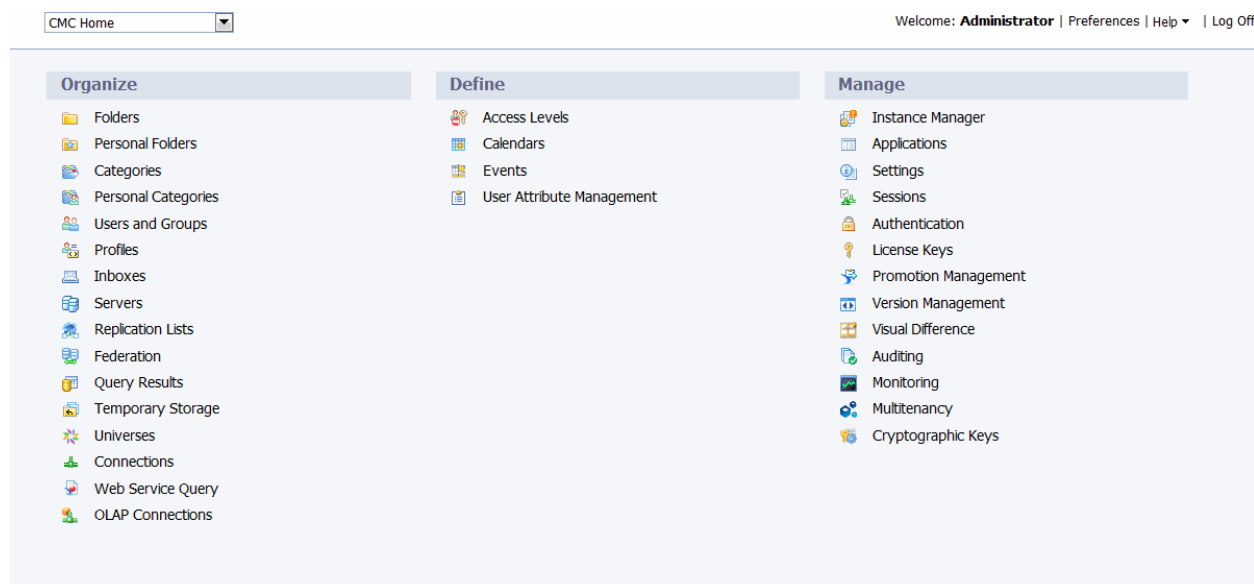 CMC Home
Welcome: Administrator | Preferences | Help | Log Off
Organize
Folders
Personal Folders
Categories
Personal Categories
Users and Groups
Profiles
Inboxes
Servers
Replication Lists
Federation
Query Results
Temporary Storage
Universes
Connections
Web Service Query
OLAP Connections
Define
Access Levels
Calendars
Events
User Attribute Management
Manage
Instance Manager
Applications
Settings
Sessions
Authentication
License Keys
Promotion Management
Version Management
Visual Difference
Auditing
Monitoring
Multitenancy
Cryptographic Keys